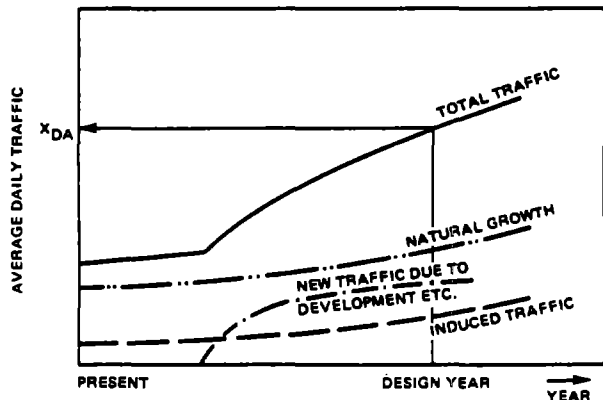 AVERAGE DAILY TRAFFIC
TOTAL TRAFFIC
XDA
NATURAL GROWTH
NEW TRAFFIC DUE TO
DEVELOPMENT ETC.
INDUCED TRAFFIC
PRESENT
DESIGN YEAR
YEAR